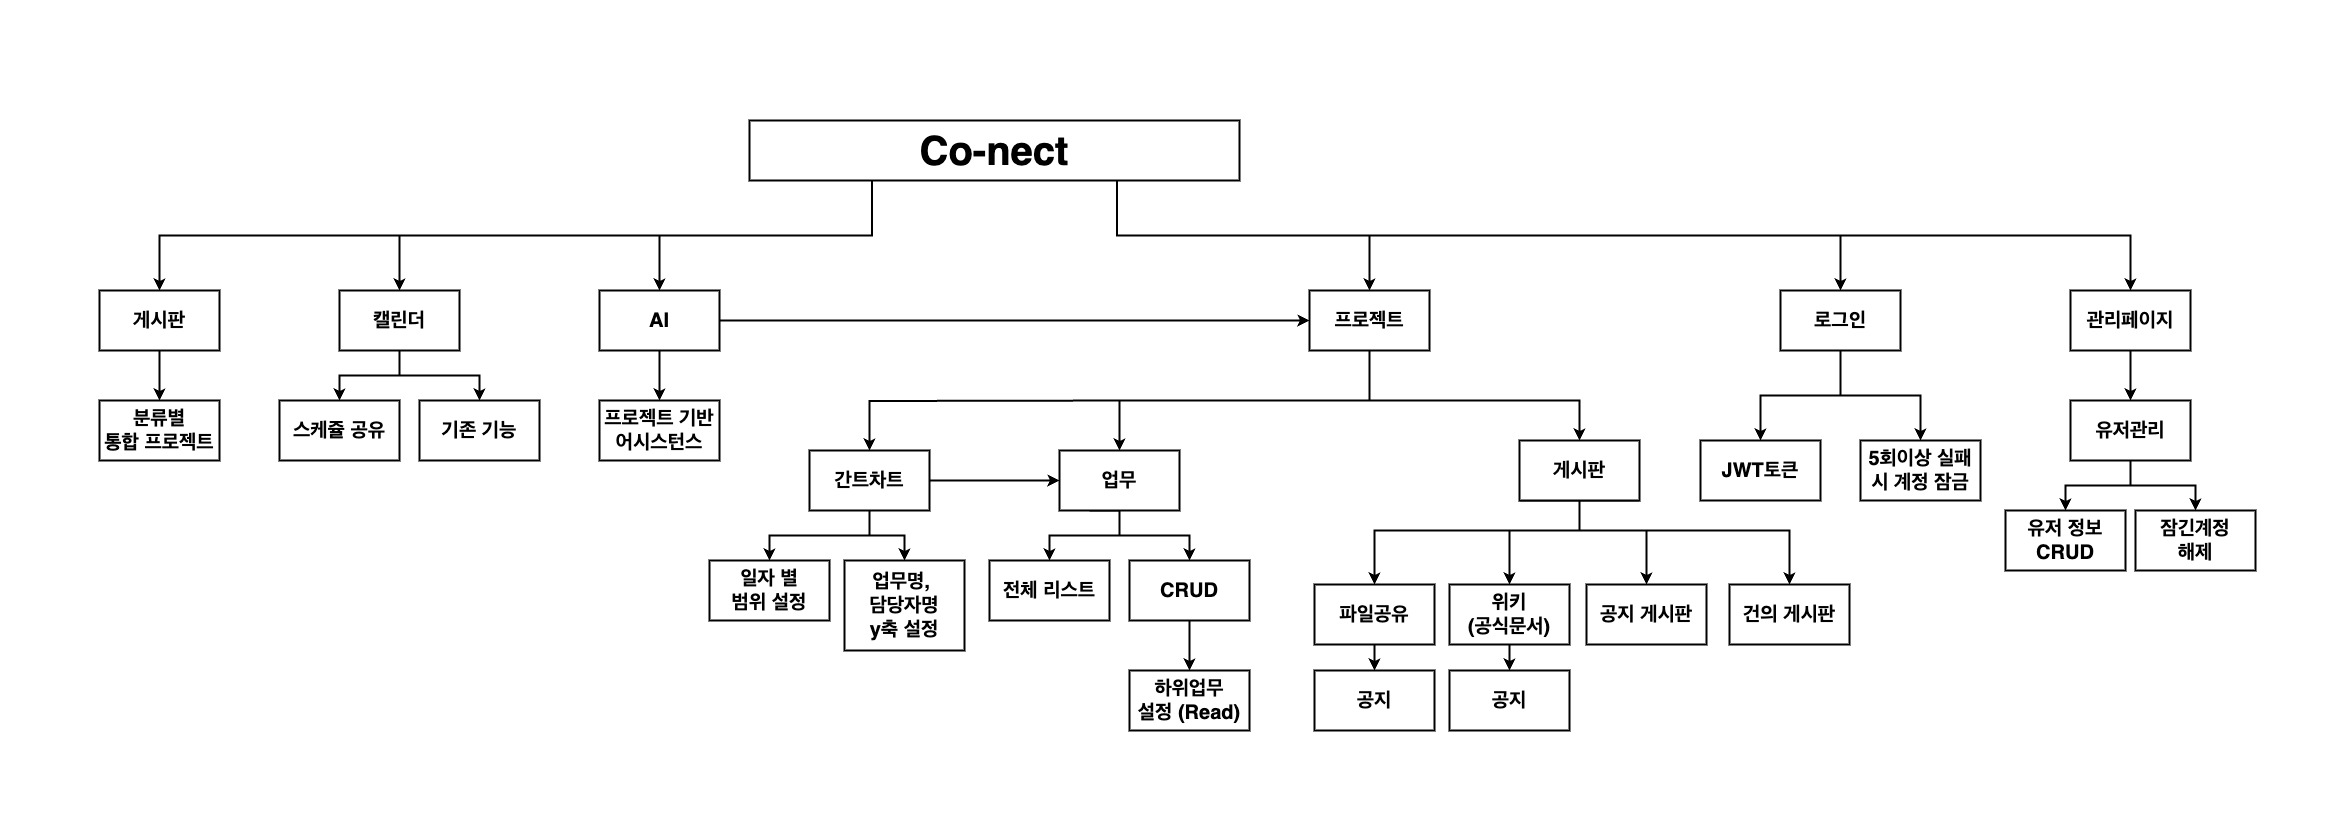 Co-nect
게시판
캘린더
AI
프로젝트
로그인
관리페이지
분류별
통합 프로젝트
스케쥴 공유
기존 기능
프로젝트 기반
어시스턴스
간트차트
업무
게시판
JWT토큰
5회이상 실패
시 계정 잠금
유저관리
유저 정보
CRUD
잠긴계정
해제
일자 별
범위 설정
업무명,
담당자명
y축 설정
전체 리스트
CRUD
파일공유
위키
(공식문서)
공지 게시판
건의 게시판
하위업무
설정 (Read)
공지
공지